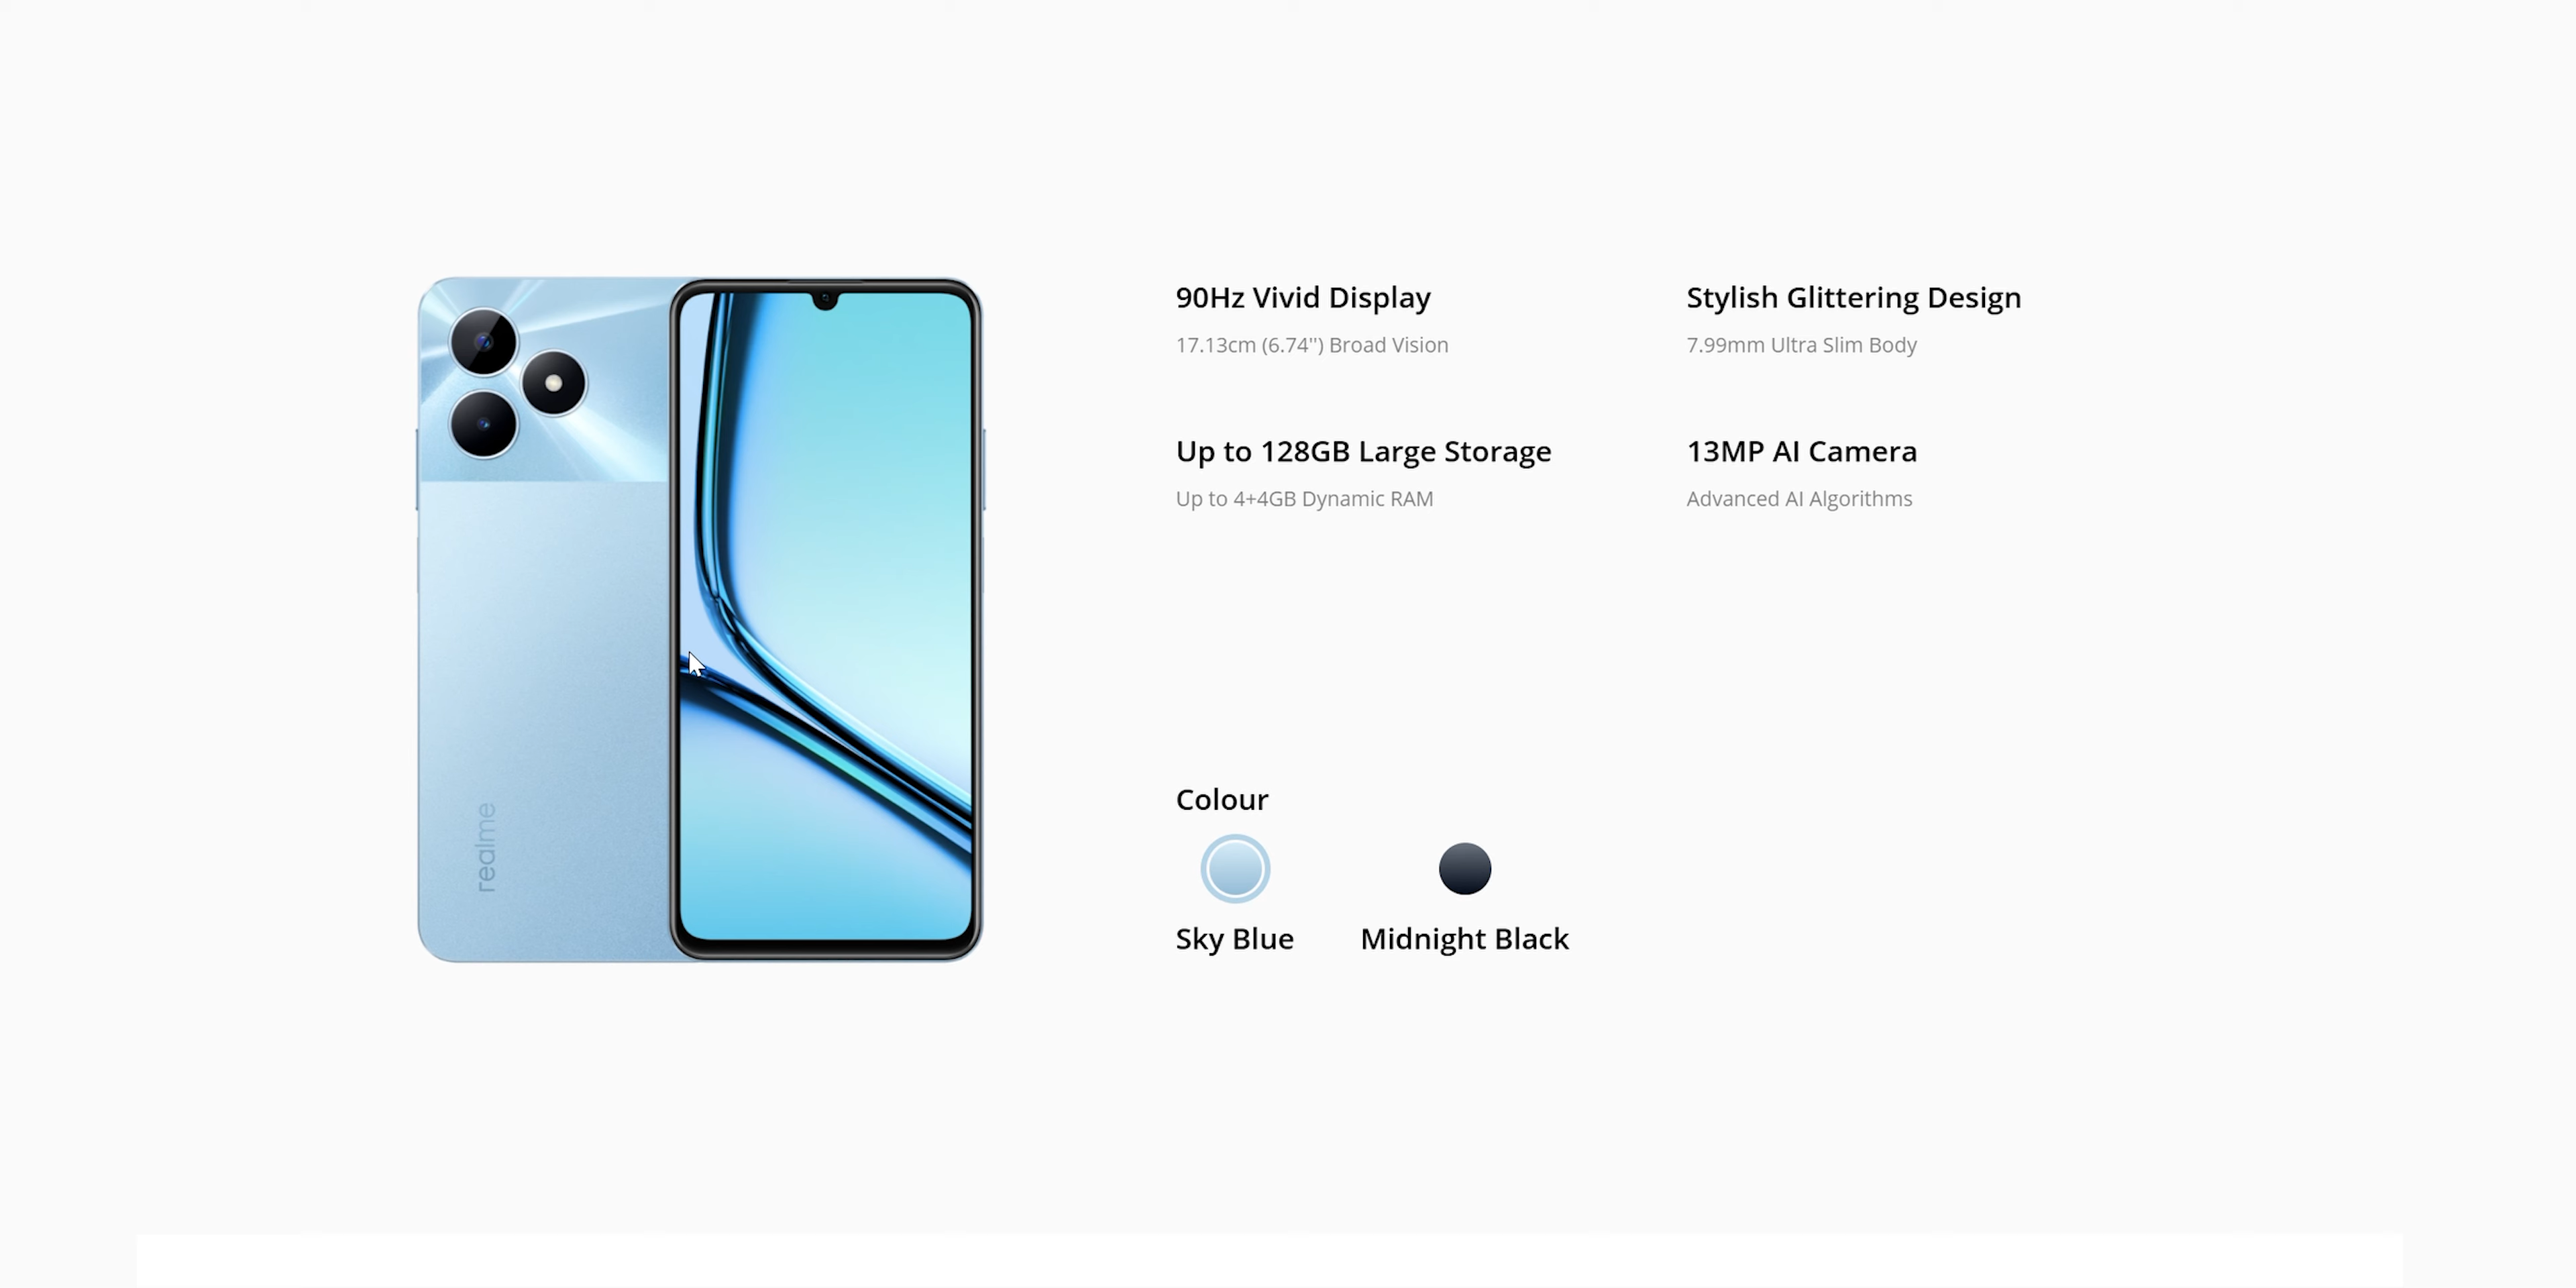 realme
90Hz Vivid Display
17.13cm (6.74'') Broad Vision
Stylish Glittering Design
7.99mm Ultra Slim Body
Up to 128GB Large Storage
Up to 4+4GB Dynamic RAM
13MP AI Camera
Advanced AI Algorithms
Colour
Sky Blue
Midnight Black